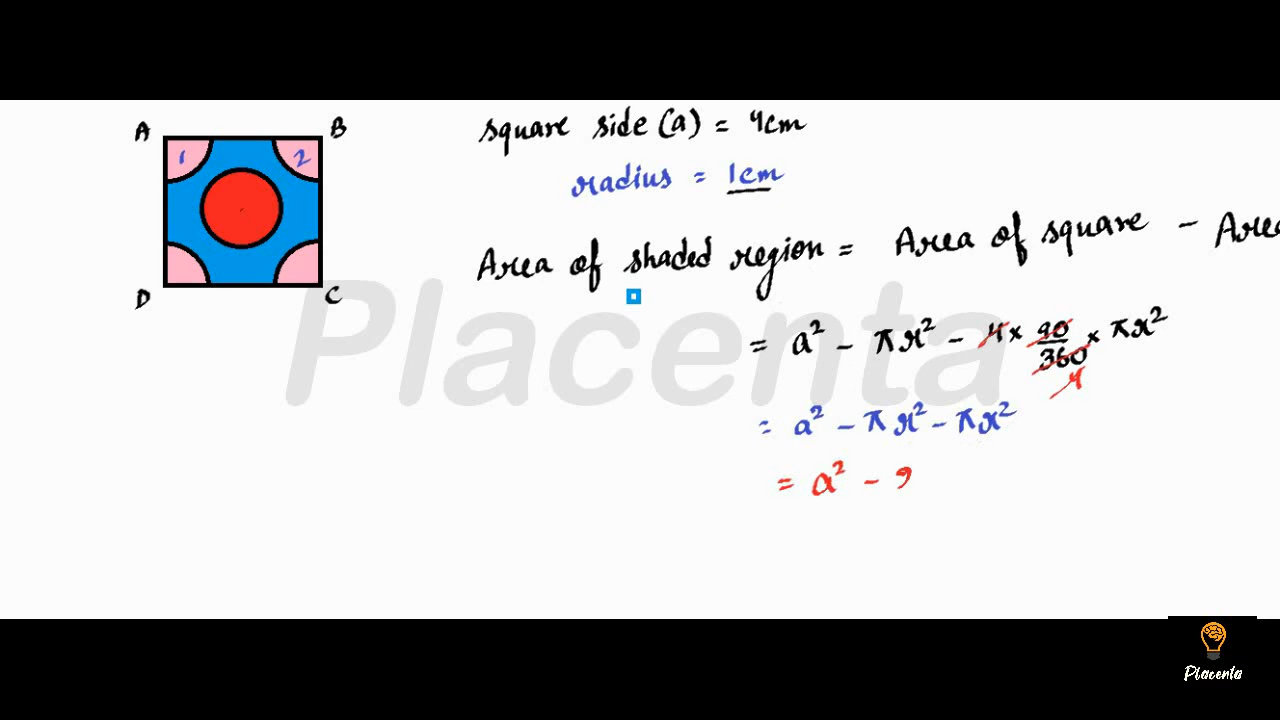 A B
1 2
D C
square side (a) = 4cm
radius = 1cm
Area of shaded region = Area of square - Area
= a² - πr² - 4 × 90/360 × πr²
4
= a² - πr² - πr²
= a² -
Placenta
Placenta